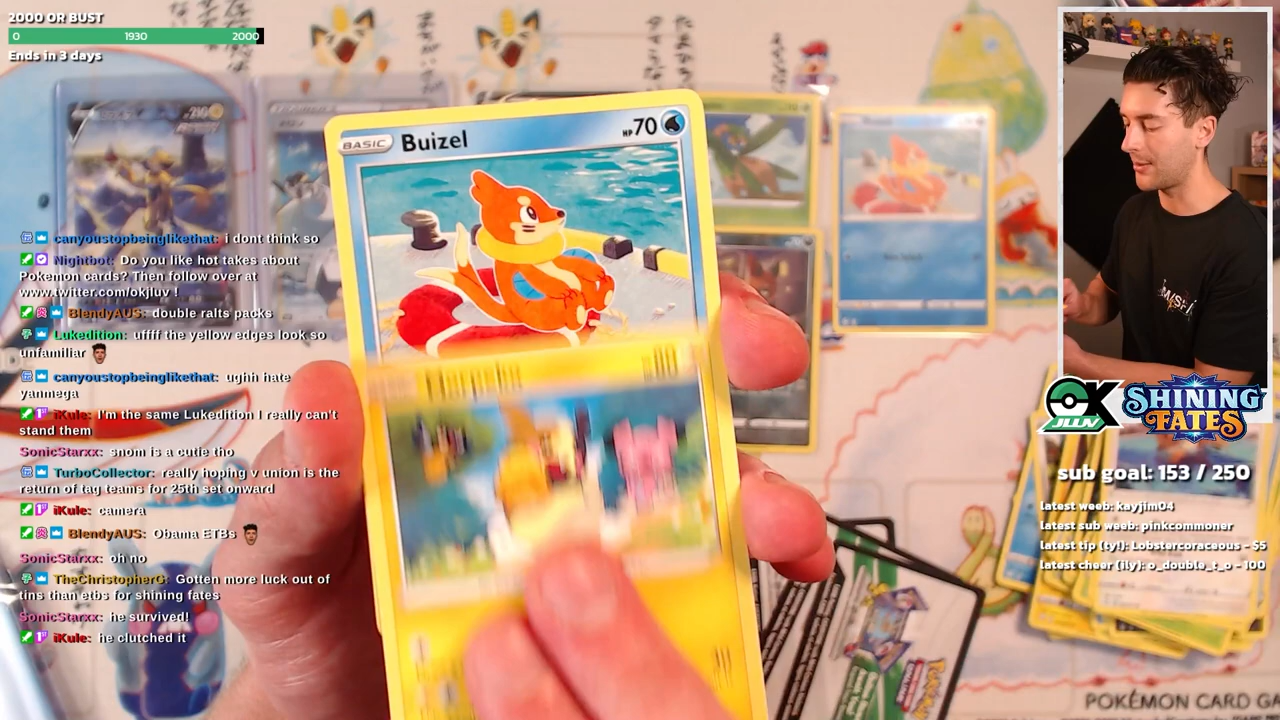 2000 OR BUST
0 1930 2000
Ends in 3 days
BASIC Buizel HP70
canyoustopbeinglikethat: i dont think so
Nightbot: Do you like hot takes about
Pokemon cards? Then follow over at
www.twitter.com/okjluv !
BlendyAUS: double ralts packs
Lukedition: uffff the yellow edges look so
unfamiliar
canyoustopbeinglikethat: ughh hate
yanmega
iKule: I'm the same Lukedition I really can't
stand them
SonicStarxx: snom is a cutie tho
TurboCollector: really hoping v union is the
return of tag teams for 25th set onward
iKule: camera
BlendyAUS: Obama ETBs
SonicStarxx: oh no
TheChristopherG: Gotten more luck out of
tins than etbs for shining fates
SonicStarxx: he survived!
iKule: he clutched it
OK
JLUV
SHINING
FATES
sub goal: 153 / 250
latest weeb: kayjim04
latest sub weeb: pinkcommoner
latest tip (ty!): Lobstercoraceous - $5
latest cheer (ily): o_double_t_o - 100
POKÉMON CARD GA